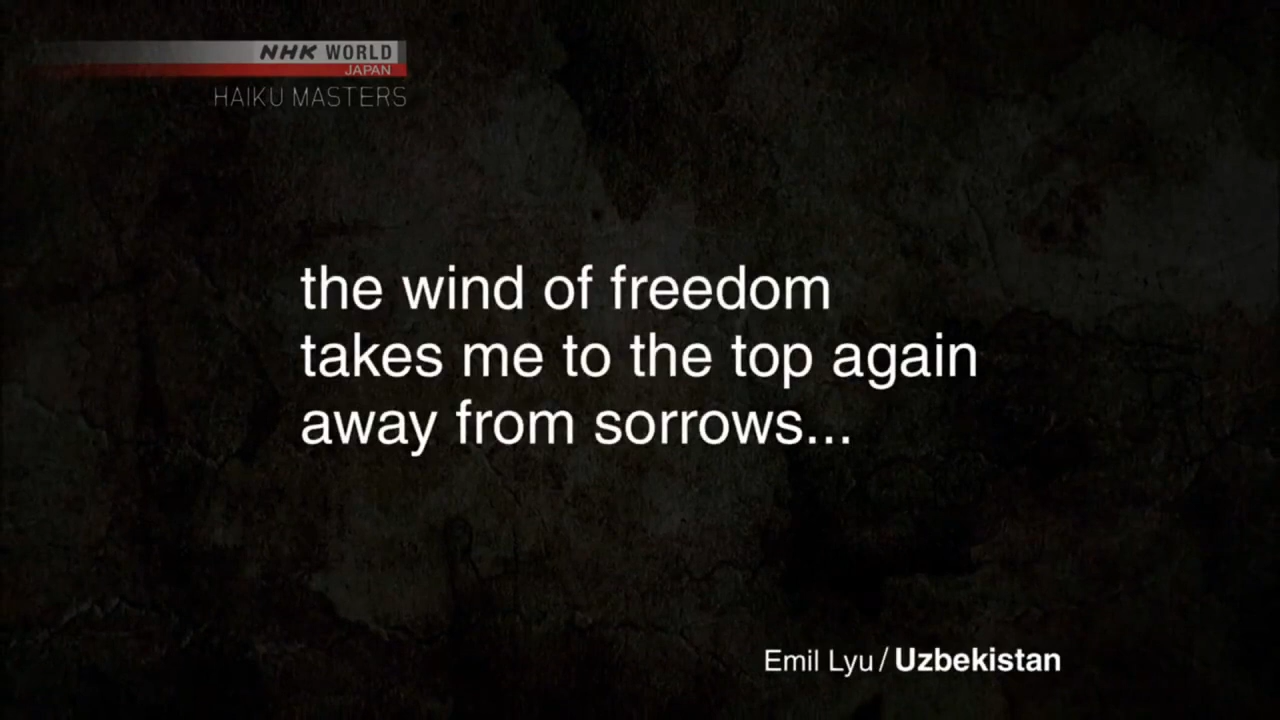 NHK WORLD
JAPAN
HAIKU MASTERS
the wind of freedom
takes me to the top again
away from sorrows...
Emil Lyu / Uzbekistan